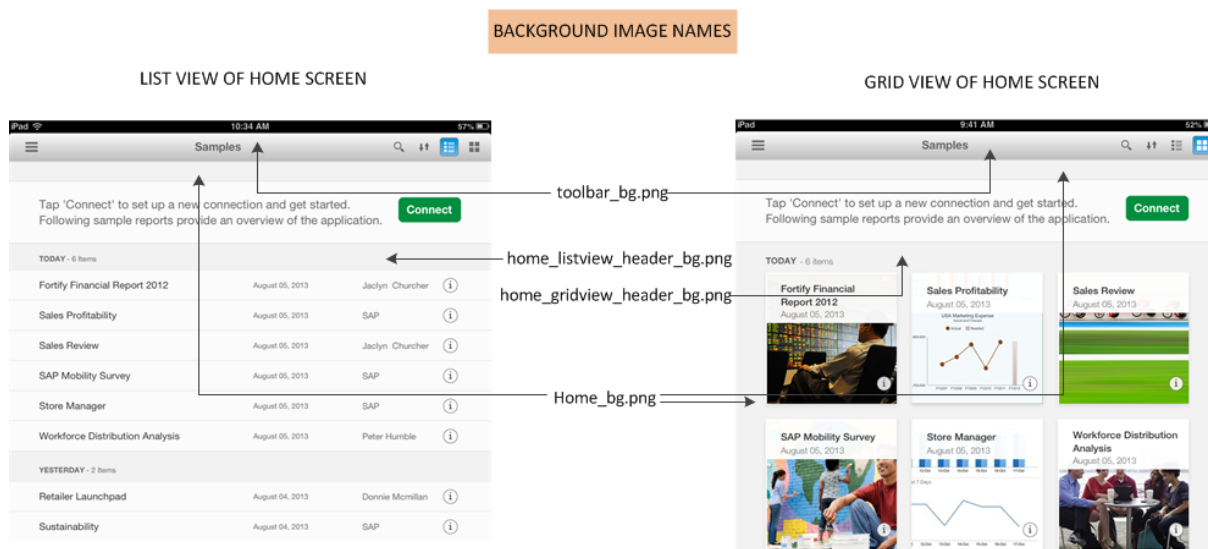 BACKGROUND IMAGE NAMES
LIST VIEW OF HOME SCREEN
GRID VIEW OF HOME SCREEN
iPad 10:34 AM 57%
Samples
Tap 'Connect' to set up a new connection and get started.
Following sample reports provide an overview of the application.
Connect
TODAY - 6 Items
Fortify Financial Report 2012 August 05, 2013 Jaclyn Churcher i
Sales Profitability August 05, 2013 SAP i
Sales Review August 05, 2013 Jaclyn Churcher i
SAP Mobility Survey August 05, 2013 SAP i
Store Manager August 05, 2013 SAP i
Workforce Distribution Analysis August 05, 2013 Peter Humble i
YESTERDAY - 2 Items
Retailer Launchpad August 04, 2013 Donnie Mcmillan i
Sustainability August 04, 2013 SAP i
toolbar_bg.png
home_listview_header_bg.png
home_gridview_header_bg.png
Home_bg.png
iPad 9:41 AM 52%
Samples
Tap 'Connect' to set up a new connection and get started.
Following sample reports provide an overview of the application.
Connect
TODAY - 6 items
Fortify Financial
Report 2012
August 05, 2013
i
Sales Profitability
August 05, 2013
USA Marketing Expense
Actual Needed
i
Sales Review
August 05, 2013
i
SAP Mobility Survey
August 05, 2013
i
Store Manager
August 05, 2013
i
Workforce Distribution
Analysis
August 05, 2013
i